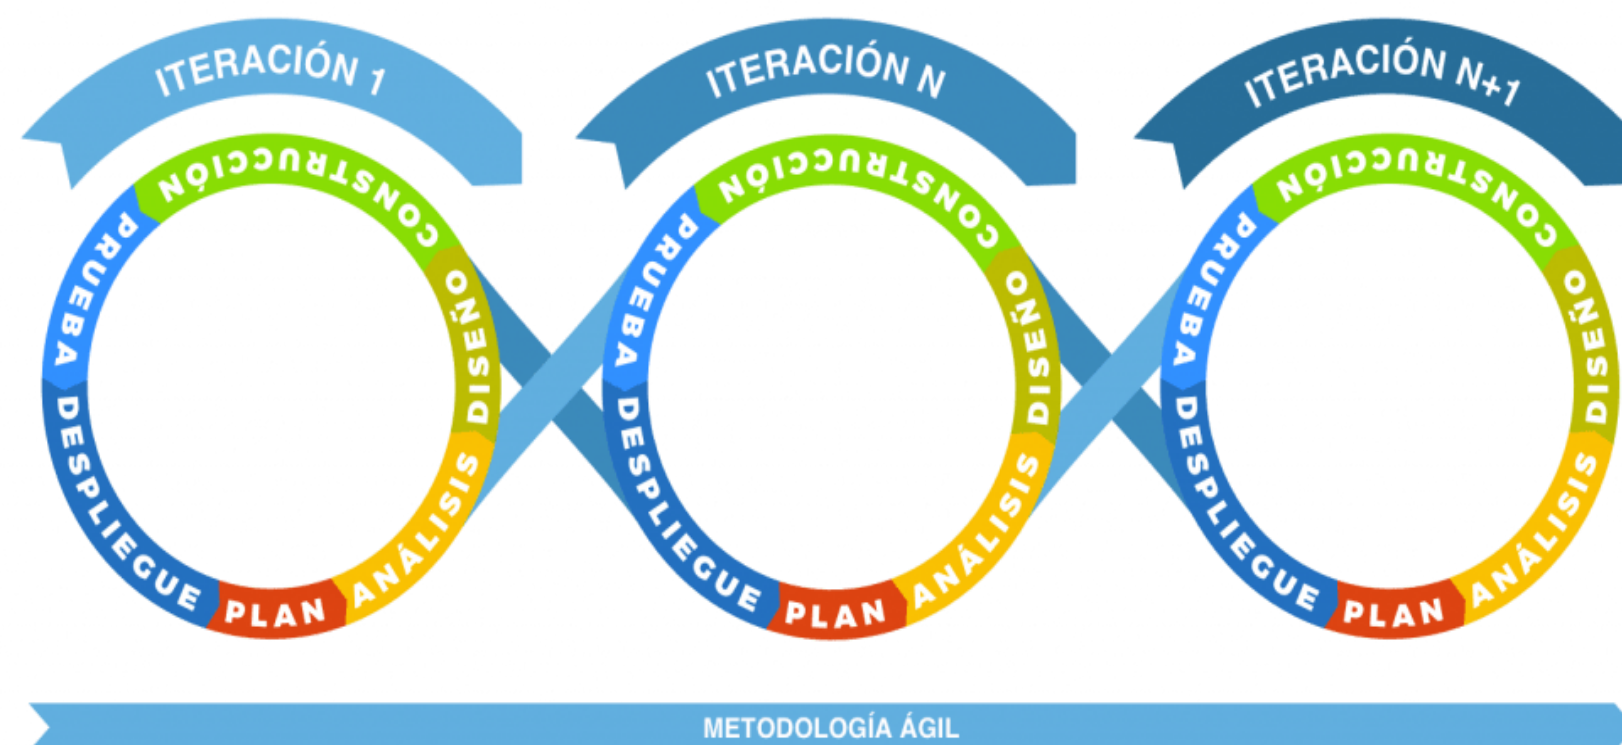 ITERACIÓN 1
ITERACIÓN N
ITERACIÓN N+1
PLAN
ANÁLISIS
DISEÑO
CONSTRUCCIÓN
PRUEBA
DESPLIEGUE
PLAN
ANÁLISIS
DISEÑO
CONSTRUCCIÓN
PRUEBA
DESPLIEGUE
PLAN
ANÁLISIS
DISEÑO
CONSTRUCCIÓN
PRUEBA
DESPLIEGUE
METODOLOGÍA ÁGIL